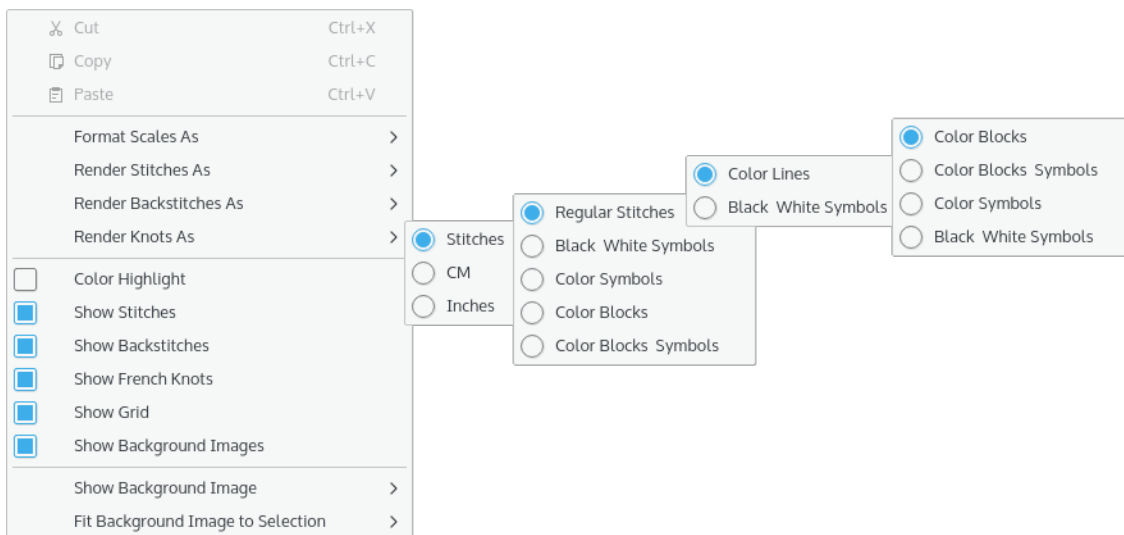 Cut Ctrl+X
Copy Ctrl+C
Paste Ctrl+V
Format Scales As
Render Stitches As
Render Backstitches As
Render Knots As
Color Highlight
Show Stitches
Show Backstitches
Show French Knots
Show Grid
Show Background Images
Show Background Image
Fit Background Image to Selection
Stitches
CM
Inches
Regular Stitches
Black White Symbols
Color Symbols
Color Blocks
Color Blocks Symbols
Color Lines
Black White Symbols
Color Blocks
Color Blocks Symbols
Color Symbols
Black White Symbols